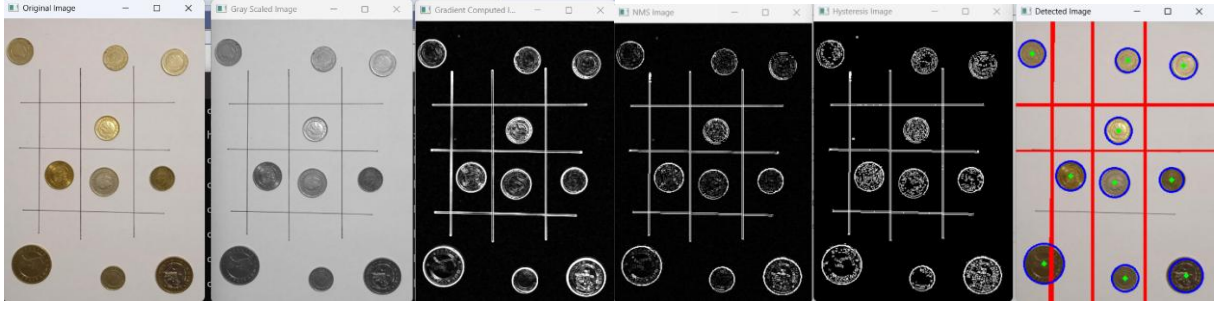 Original Image
Gray Scaled Image
Gradient Computed I...
NMS Image
Hysteresis Image
Detected Image